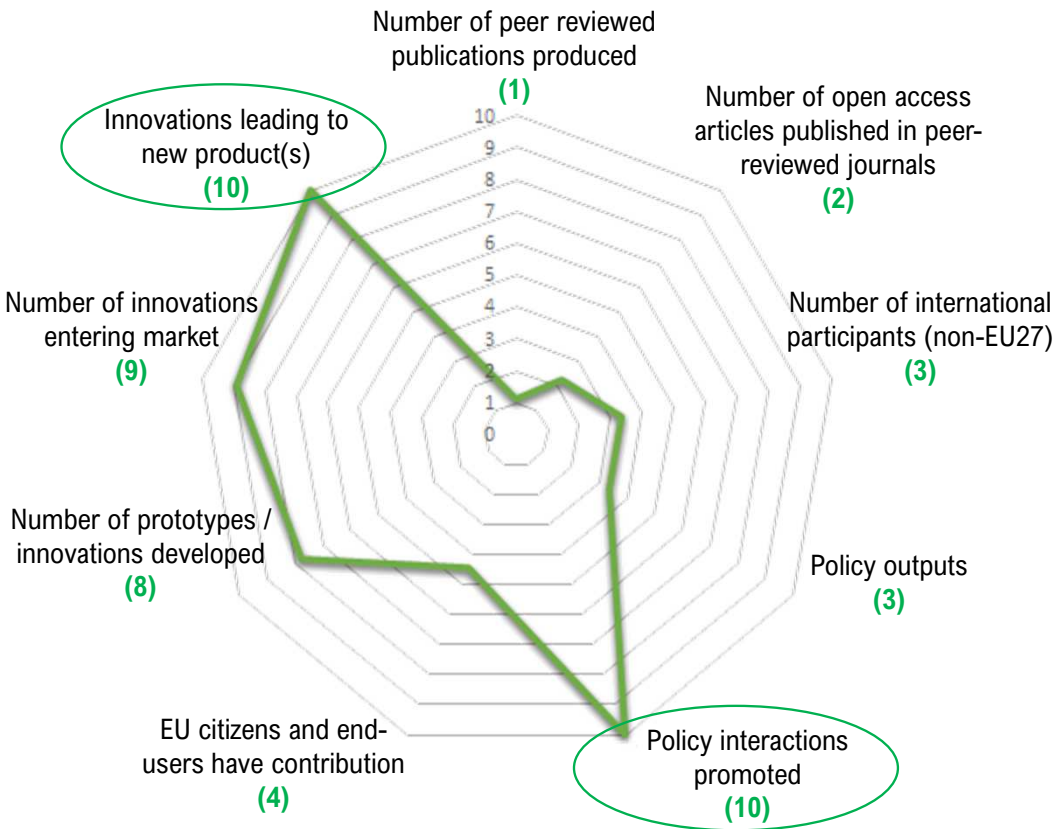 Number of peer reviewed
publications produced
(1)
Number of open access
articles published in peer-
reviewed journals
(2)
Number of international
participants (non-EU27)
(3)
Policy outputs
(3)
Policy interactions
promoted
(10)
EU citizens and end-
users have contribution
(4)
Number of prototypes /
innovations developed
(8)
Number of innovations
entering market
(9)
Innovations leading to
new product(s)
(10)
10
9
8
7
6
5
4
3
2
1
0